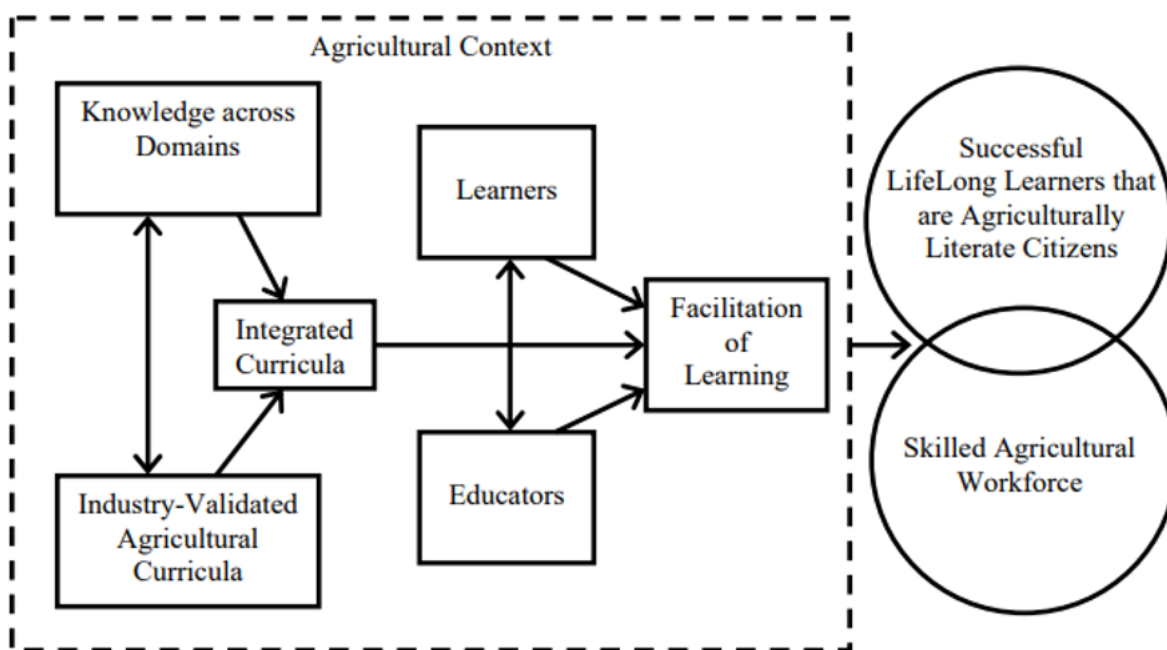 Agricultural Context
Knowledge across
Domains
Learners
Integrated
Curricula
Facilitation
of
Learning
Industry-Validated
Agricultural
Curricula
Educators
Successful
LifeLong Learners that
are Agriculturally
Literate Citizens
Skilled Agricultural
Workforce